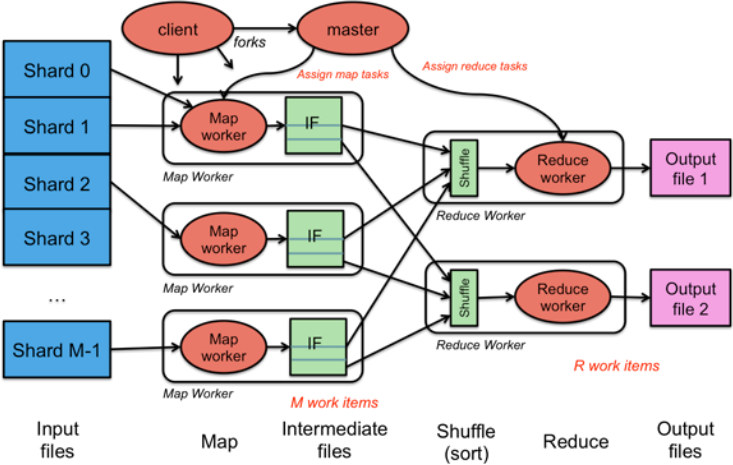 client
forks
master
Assign map tasks
Assign reduce tasks
Shard 0
Shard 1
Shard 2
Shard 3
...
Shard M-1
Map
worker
IF
Map Worker
Map
worker
IF
Map Worker
Map
worker
IF
Map Worker
M work items
Shuffle
Reduce
worker
Reduce Worker
Shuffle
Reduce
worker
Reduce Worker
R work items
Output
file 1
Output
file 2
Input
files
Map
Intermediate
files
Shuffle
(sort)
Reduce
Output
files